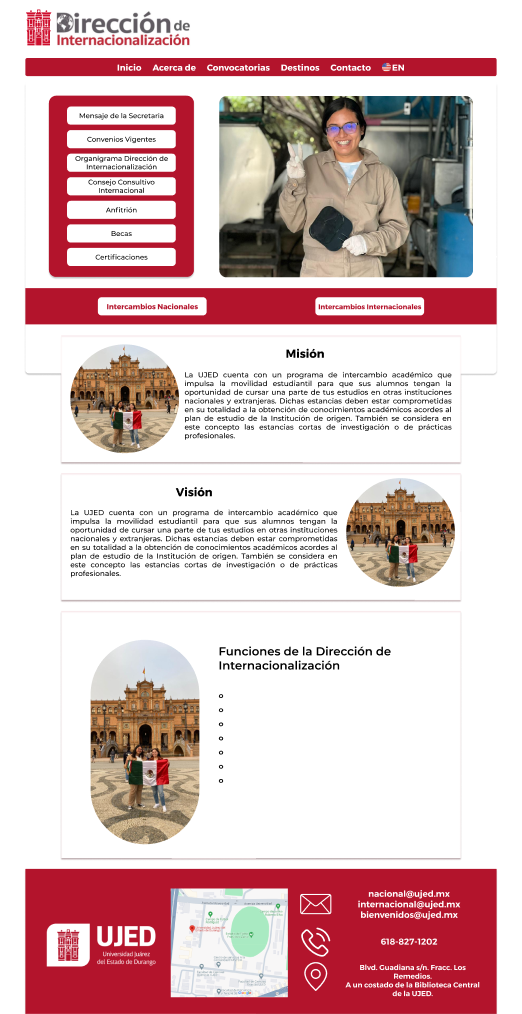 Dirección de
Internacionalización
Inicio Acerca de Convocatorias Destinos Contacto EN
Mensaje de la Secretaria
Convenios Vigentes
Organigrama Dirección de
Internacionalización
Consejo Consultivo
Internacional
Anfitrión
Becas
Certificaciones
Intercambios Nacionales
Intercambios Internacionales
Misión
La UJED cuenta con un programa de intercambio académico que
impulsa la movilidad estudiantil para que sus alumnos tengan la
oportunidad de cursar una parte de tus estudios en otras instituciones
nacionales y extranjeras. Dichas estancias deben estar comprometidas
en su totalidad a la obtención de conocimientos académicos acordes al
plan de estudio de la Institución de origen. También se considera en
este concepto las estancias cortas de investigación o de prácticas
profesionales.
Visión
La UJED cuenta con un programa de intercambio académico que
impulsa la movilidad estudiantil para que sus alumnos tengan la
oportunidad de cursar una parte de tus estudios en otras instituciones
nacionales y extranjeras. Dichas estancias deben estar comprometidas
en su totalidad a la obtención de conocimientos académicos acordes al
plan de estudio de la Institución de origen. También se considera en
este concepto las estancias cortas de investigación o de prácticas
profesionales.
Funciones de la Dirección de
Internacionalización
UJED
Universidad Juárez
del Estado de Durango
nacional@ujed.mx
internacional@ujed.mx
bienvenidos@ujed.mx
618-827-1202
Blvd. Guadiana s/n. Fracc. Los
Remedios.
A un costado de la Biblioteca Central
de la UJED.